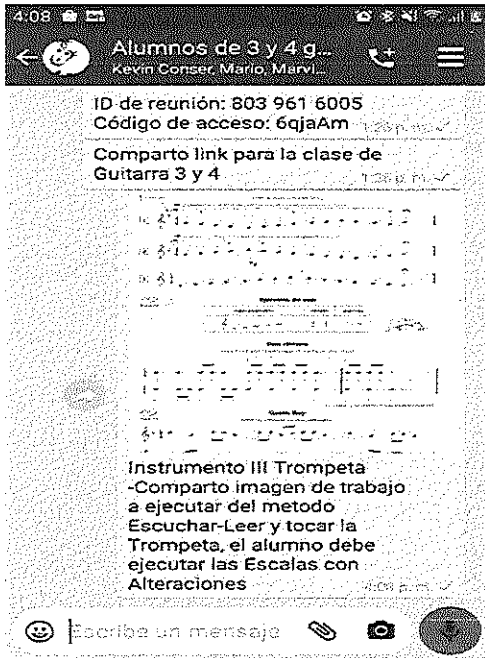 4:08
Alumnos de 3 y 4 g...
Kevin Conser, Mario, Marvi...
ID de reunión: 803 961 6005
Código de acceso: 6qjaAm
Comparto link para la clase de
Guitarra 3 y 4
Instrumento III Trompeta
-Comparto imagen de trabajo
a ejecutar del metodo
Escuchar-Leer y tocar la
Trompeta, el alumno debe
ejecutar las Escalas con
Alteraciones
Escribe un mensaje